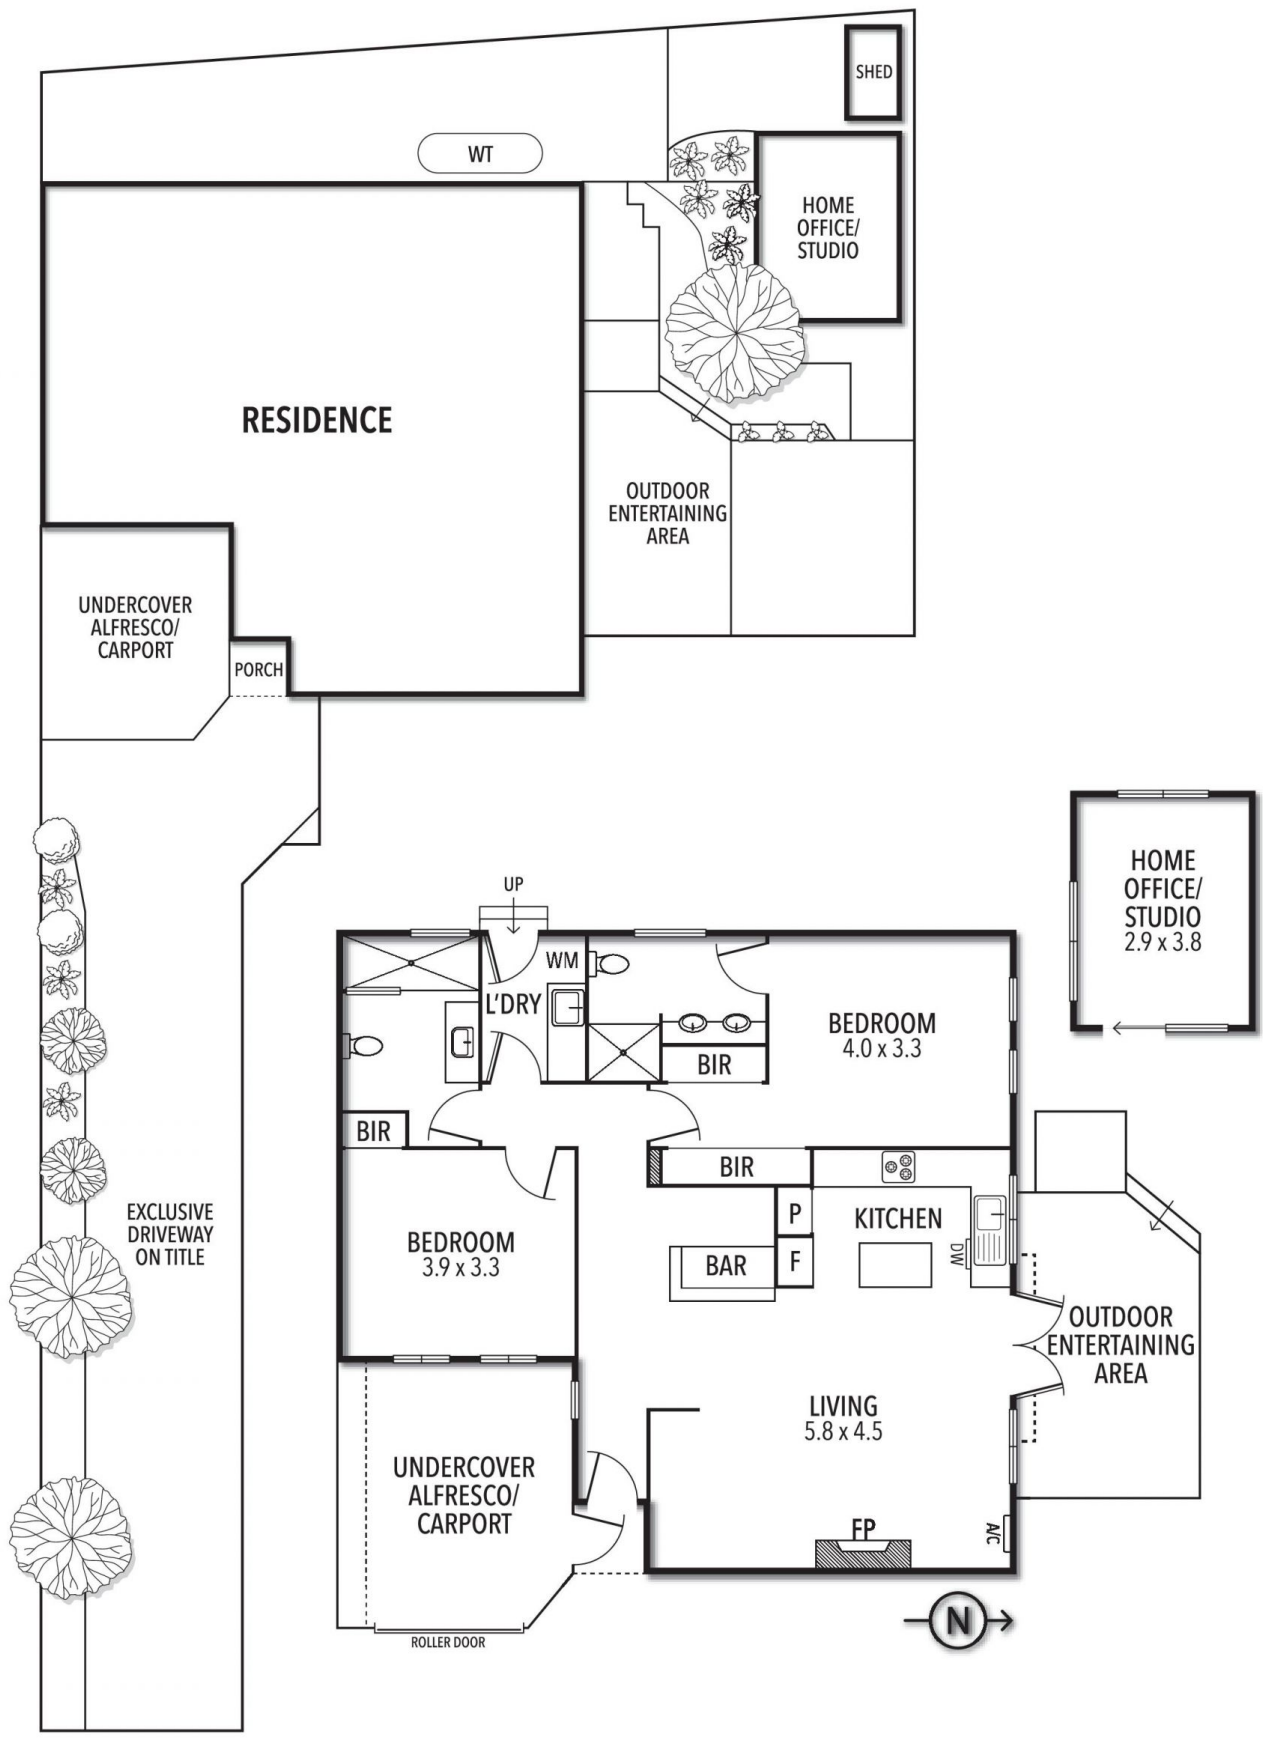 SHED
WT
HOME
OFFICE/
STUDIO
RESIDENCE
OUTDOOR
ENTERTAINING
AREA
UNDERCOVER
ALFRESCO/
CARPORT
PORCH
EXCLUSIVE
DRIVEWAY
ON TITLE
HOME
OFFICE/
STUDIO
2.9 x 3.8
UP
WM
L'DRY
BEDROOM
4.0 x 3.3
BIR
BIR
BIR
P
KITCHEN
BEDROOM
3.9 x 3.3
BAR
F
DW
OUTDOOR
ENTERTAINING
AREA
LIVING
5.8 x 4.5
UNDERCOVER
ALFRESCO/
CARPORT
FP
A/C
N
ROLLER DOOR